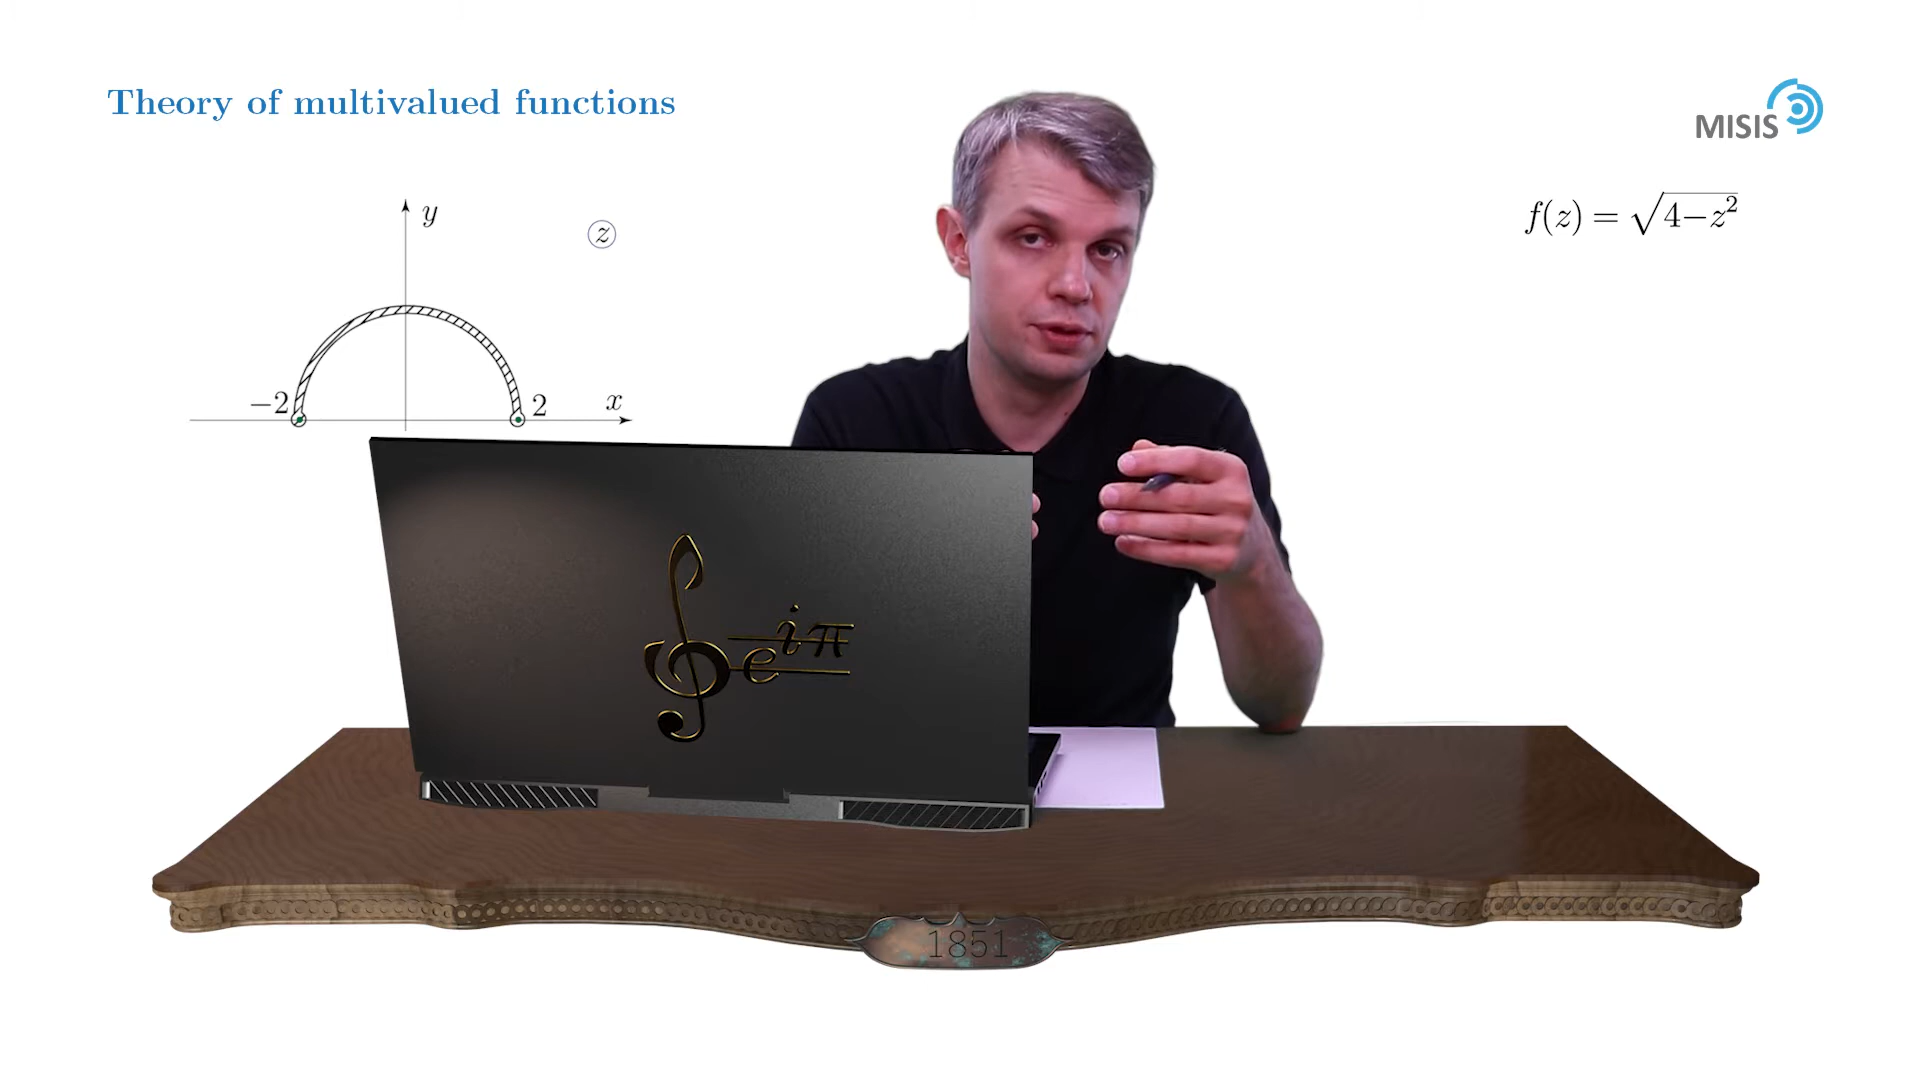 Theory of multivalued functions
MISIS
y
z
f(z) = √4−z²
−2
2
x
e^{iπ}
1851